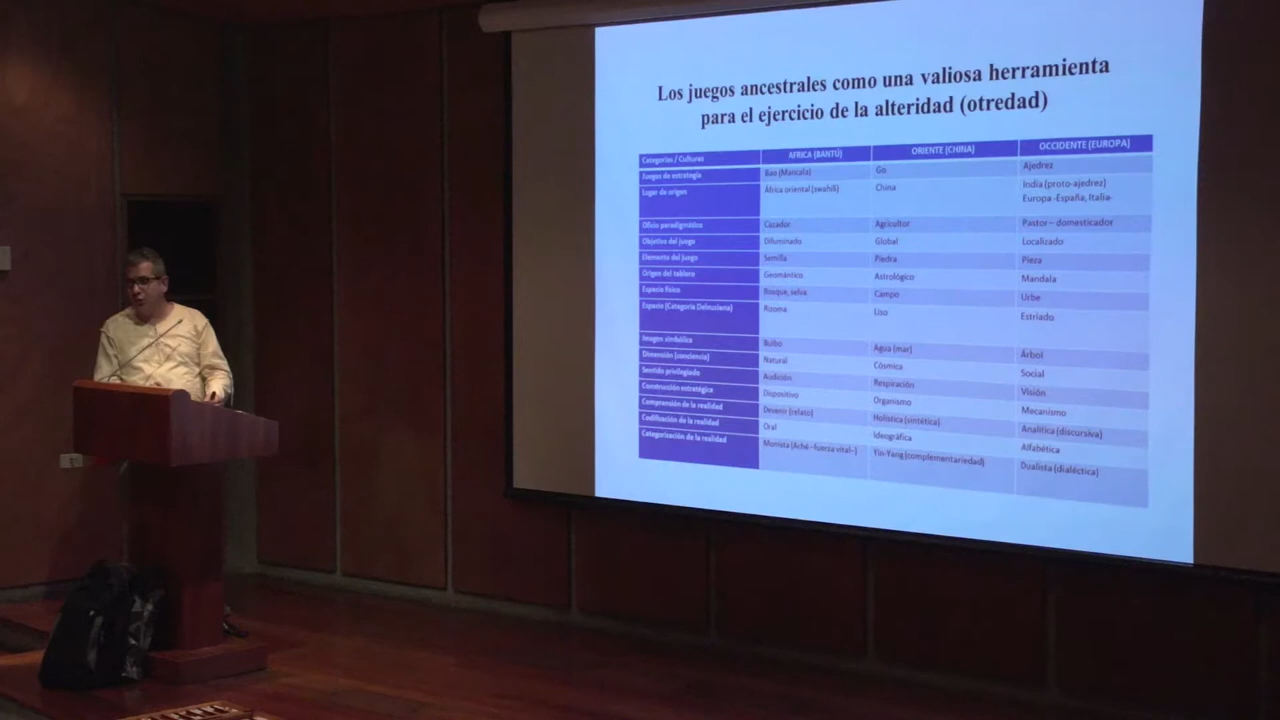 Los juegos ancestrales como una valiosa herramienta
para el ejercicio de la alteridad (otredad)
Categorías / Culturas AFRICA (BANTÚ) ORIENTE (CHINA) OCCIDENTE (EUROPA)
Juegos de estrategia Bao (Mancala) Go Ajedrez
Lugar de origen África oriental (swahili) China India (proto-ajedrez)
Europa -España, Italia-
Oficio paradigmático Cazador Agricultor Pastor – domesticador
Objetivo del juego Difuminado Global Localizado
Elemento del juego Semilla Piedra Pieza
Origen del tablero Geomántico Astrológico Mandala
Espacio físico Bosque, selva Campo Urbe
Espacio (Categoría Deleuziana) Rizoma Liso Estriado
Imagen simbólica Bulbo Agua (mar) Árbol
Dimensión (conciencia) Natural Cósmica Social
Sentido privilegiado Audición Respiración Visión
Construcción estratégica Dispositivo Organismo Mecanismo
Comprensión de la realidad Devenir (relato) Holística (sintética) Analítica (discursiva)
Codificación de la realidad Oral Ideográfica Alfabética
Categorización de la realidad Monista (Aché –fuerza vital–) Yin-Yang (complementariedad) Dualista (dialéctica)